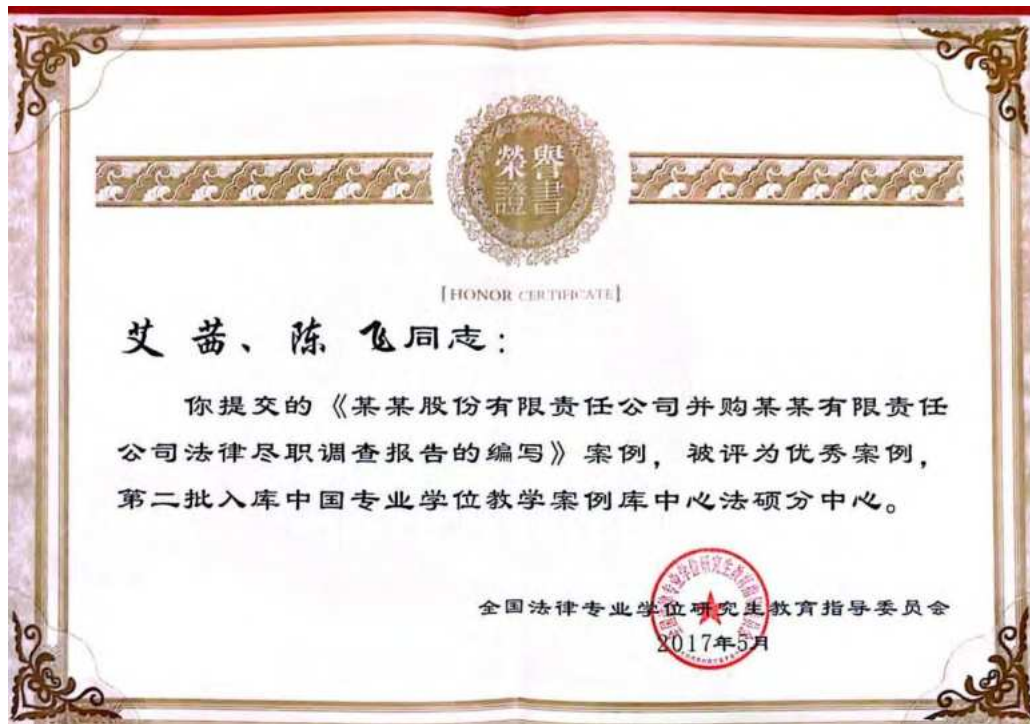 榮譽
證書
[HONOR CERTIFICATE]
艾 茜、陈 飞同志：
你提交的《某某股份有限责任公司并购某某有限责任
公司法律尽职调查报告的编写》案例，被评为优秀案例，
第二批入库中国专业学位教学案例库中心法硕分中心。
全国法律专业学位研究生教育指导委员会
2017年5月